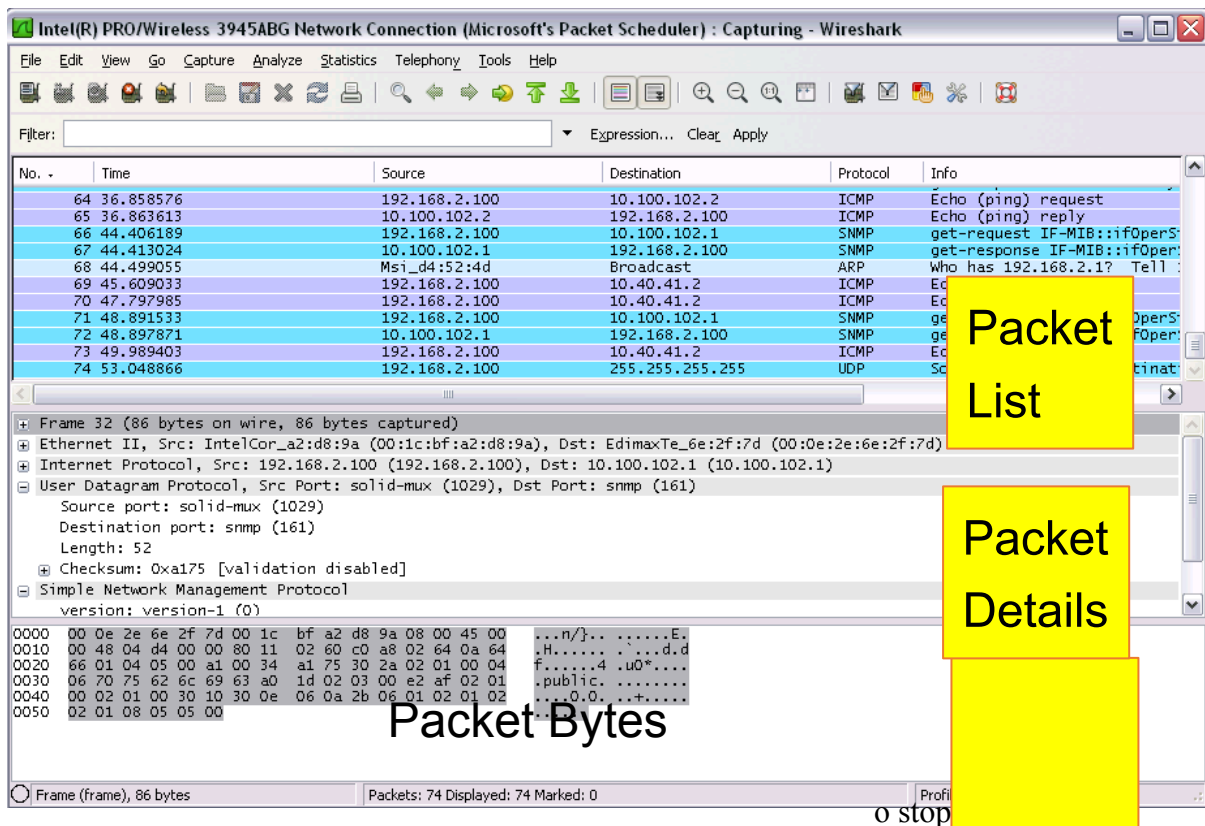 Intel(R) PRO/Wireless 3945ABG Network Connection (Microsoft's Packet Scheduler) : Capturing - Wireshark
File Edit View Go Capture Analyze Statistics Telephony Tools Help
Filter: Expression... Clear Apply
No. - Time Source Destination Protocol Info
64 36.858576 192.168.2.100 10.100.102.2 ICMP Echo (ping) request
65 36.863613 10.100.102.2 192.168.2.100 ICMP Echo (ping) reply
66 44.406189 192.168.2.100 10.100.102.1 SNMP get-request IF-MIB::ifOperS
67 44.413024 10.100.102.1 192.168.2.100 SNMP get-response IF-MIB::ifOper
68 44.499055 Msi_d4:52:4d Broadcast ARP Who has 192.168.2.1? Tell
69 45.609033 192.168.2.100 10.40.41.2 ICMP Ec
70 47.797985 192.168.2.100 10.40.41.2 ICMP Ec
71 48.891533 192.168.2.100 10.100.102.1 SNMP ge OperS
72 48.897871 10.100.102.1 192.168.2.100 SNMP ge fOper
73 49.989403 192.168.2.100 10.40.41.2 ICMP Ec
74 53.048866 192.168.2.100 255.255.255.255 UDP So tinati
Packet
List
Frame 32 (86 bytes on wire, 86 bytes captured)
Ethernet II, Src: IntelCor_a2:d8:9a (00:1c:bf:a2:d8:9a), Dst: EdimaxTe_6e:2f:7d (00:0e:2e:6e:2f:7d)
Internet Protocol, Src: 192.168.2.100 (192.168.2.100), Dst: 10.100.102.1 (10.100.102.1)
User Datagram Protocol, Src Port: solid-mux (1029), Dst Port: snmp (161)
Source port: solid-mux (1029)
Destination port: snmp (161)
Length: 52
Checksum: 0xa175 [validation disabled]
Simple Network Management Protocol
version: version-1 (0)
Packet
Details
0000 00 0e 2e 6e 2f 7d 00 1c bf a2 d8 9a 08 00 45 00 ...n/}.. ......E.
0010 00 48 04 d4 00 00 80 11 02 60 c0 a8 02 64 0a 64 .H...... .`...d.d
0020 66 01 04 05 00 a1 00 34 a1 75 30 2a 02 01 00 04 f......4 .u0*....
0030 06 70 75 62 6c 69 63 a0 1d 02 03 00 e2 af 02 01 .public. ........
0040 00 02 01 00 30 10 30 0e 06 0a 2b 06 01 02 01 02 ....0.0. ..+.....
0050 02 01 08 05 05 00 ......
Packet Bytes
Frame (frame), 86 bytes Packets: 74 Displayed: 74 Marked: 0 Profi
o stop